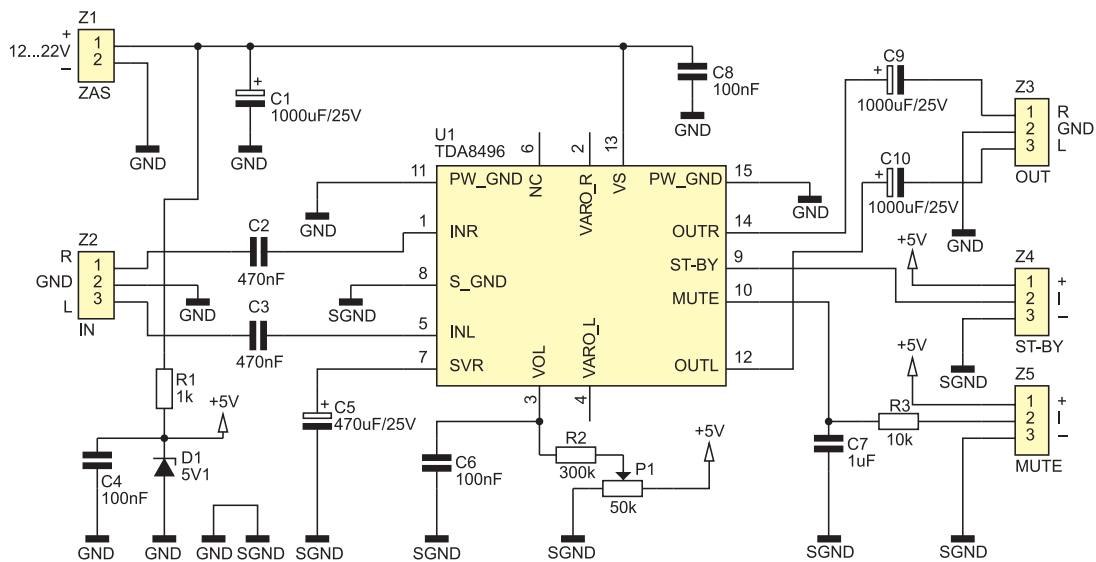 Z1
+
12...22V
−
1
2
ZAS
GND
+
C1
1000uF/25V
GND
C8
100nF
GND
C9
+
1000uF/25V
C10
+
1000uF/25V
Z3
1
2
3
R
GND
L
OUT
GND
U1
TDA8496
6
2
13
11
PW_GND
NC
VARO_R
VS
PW_GND
15
GND
GND
1
INR
OUTR
14
8
S_GND
ST-BY
9
SGND
MUTE
10
5
INL
7
SVR
VOL
VARO_L
OUTL
12
3
4
Z2
R
GND
L
1
2
3
IN
GND
C2
470nF
C3
470nF
+5V
Z4
1
2
3
+
I
−
ST-BY
SGND
+5V
Z5
1
2
3
+
I
−
MUTE
SGND
R1
1k
+5V
C4
100nF
D1
5V1
GND
GND
GND
SGND
+
C5
470uF/25V
SGND
C6
100nF
SGND
R2
300k
P1
50k
+5V
SGND
R3
10k
C7
1uF
SGND